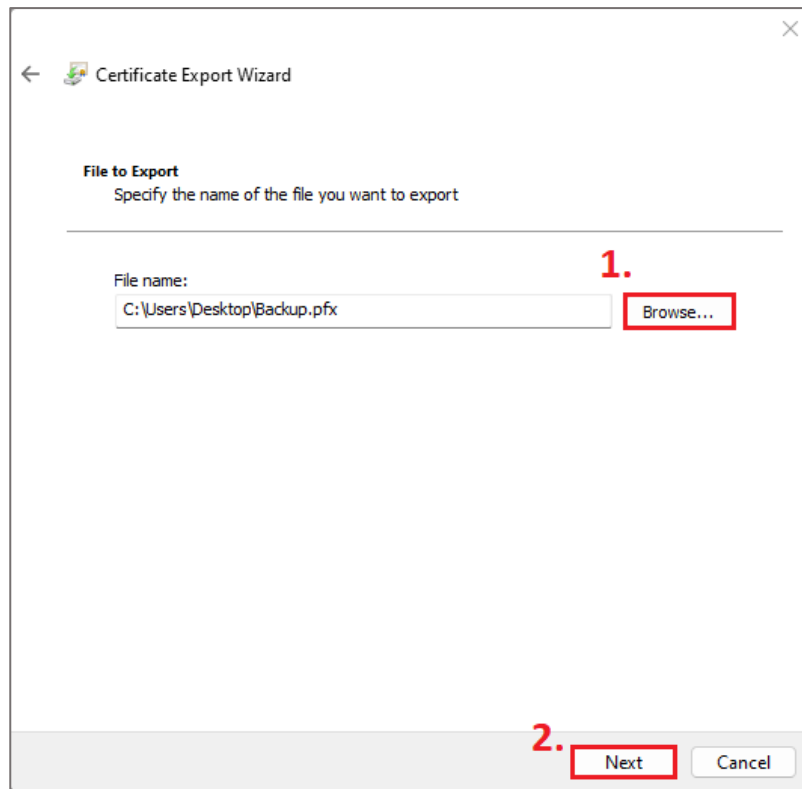 Certificate Export Wizard
File to Export
Specify the name of the file you want to export
1.
File name:
C:\Users\Desktop\Backup.pfx
Browse...
2.
Next
Cancel